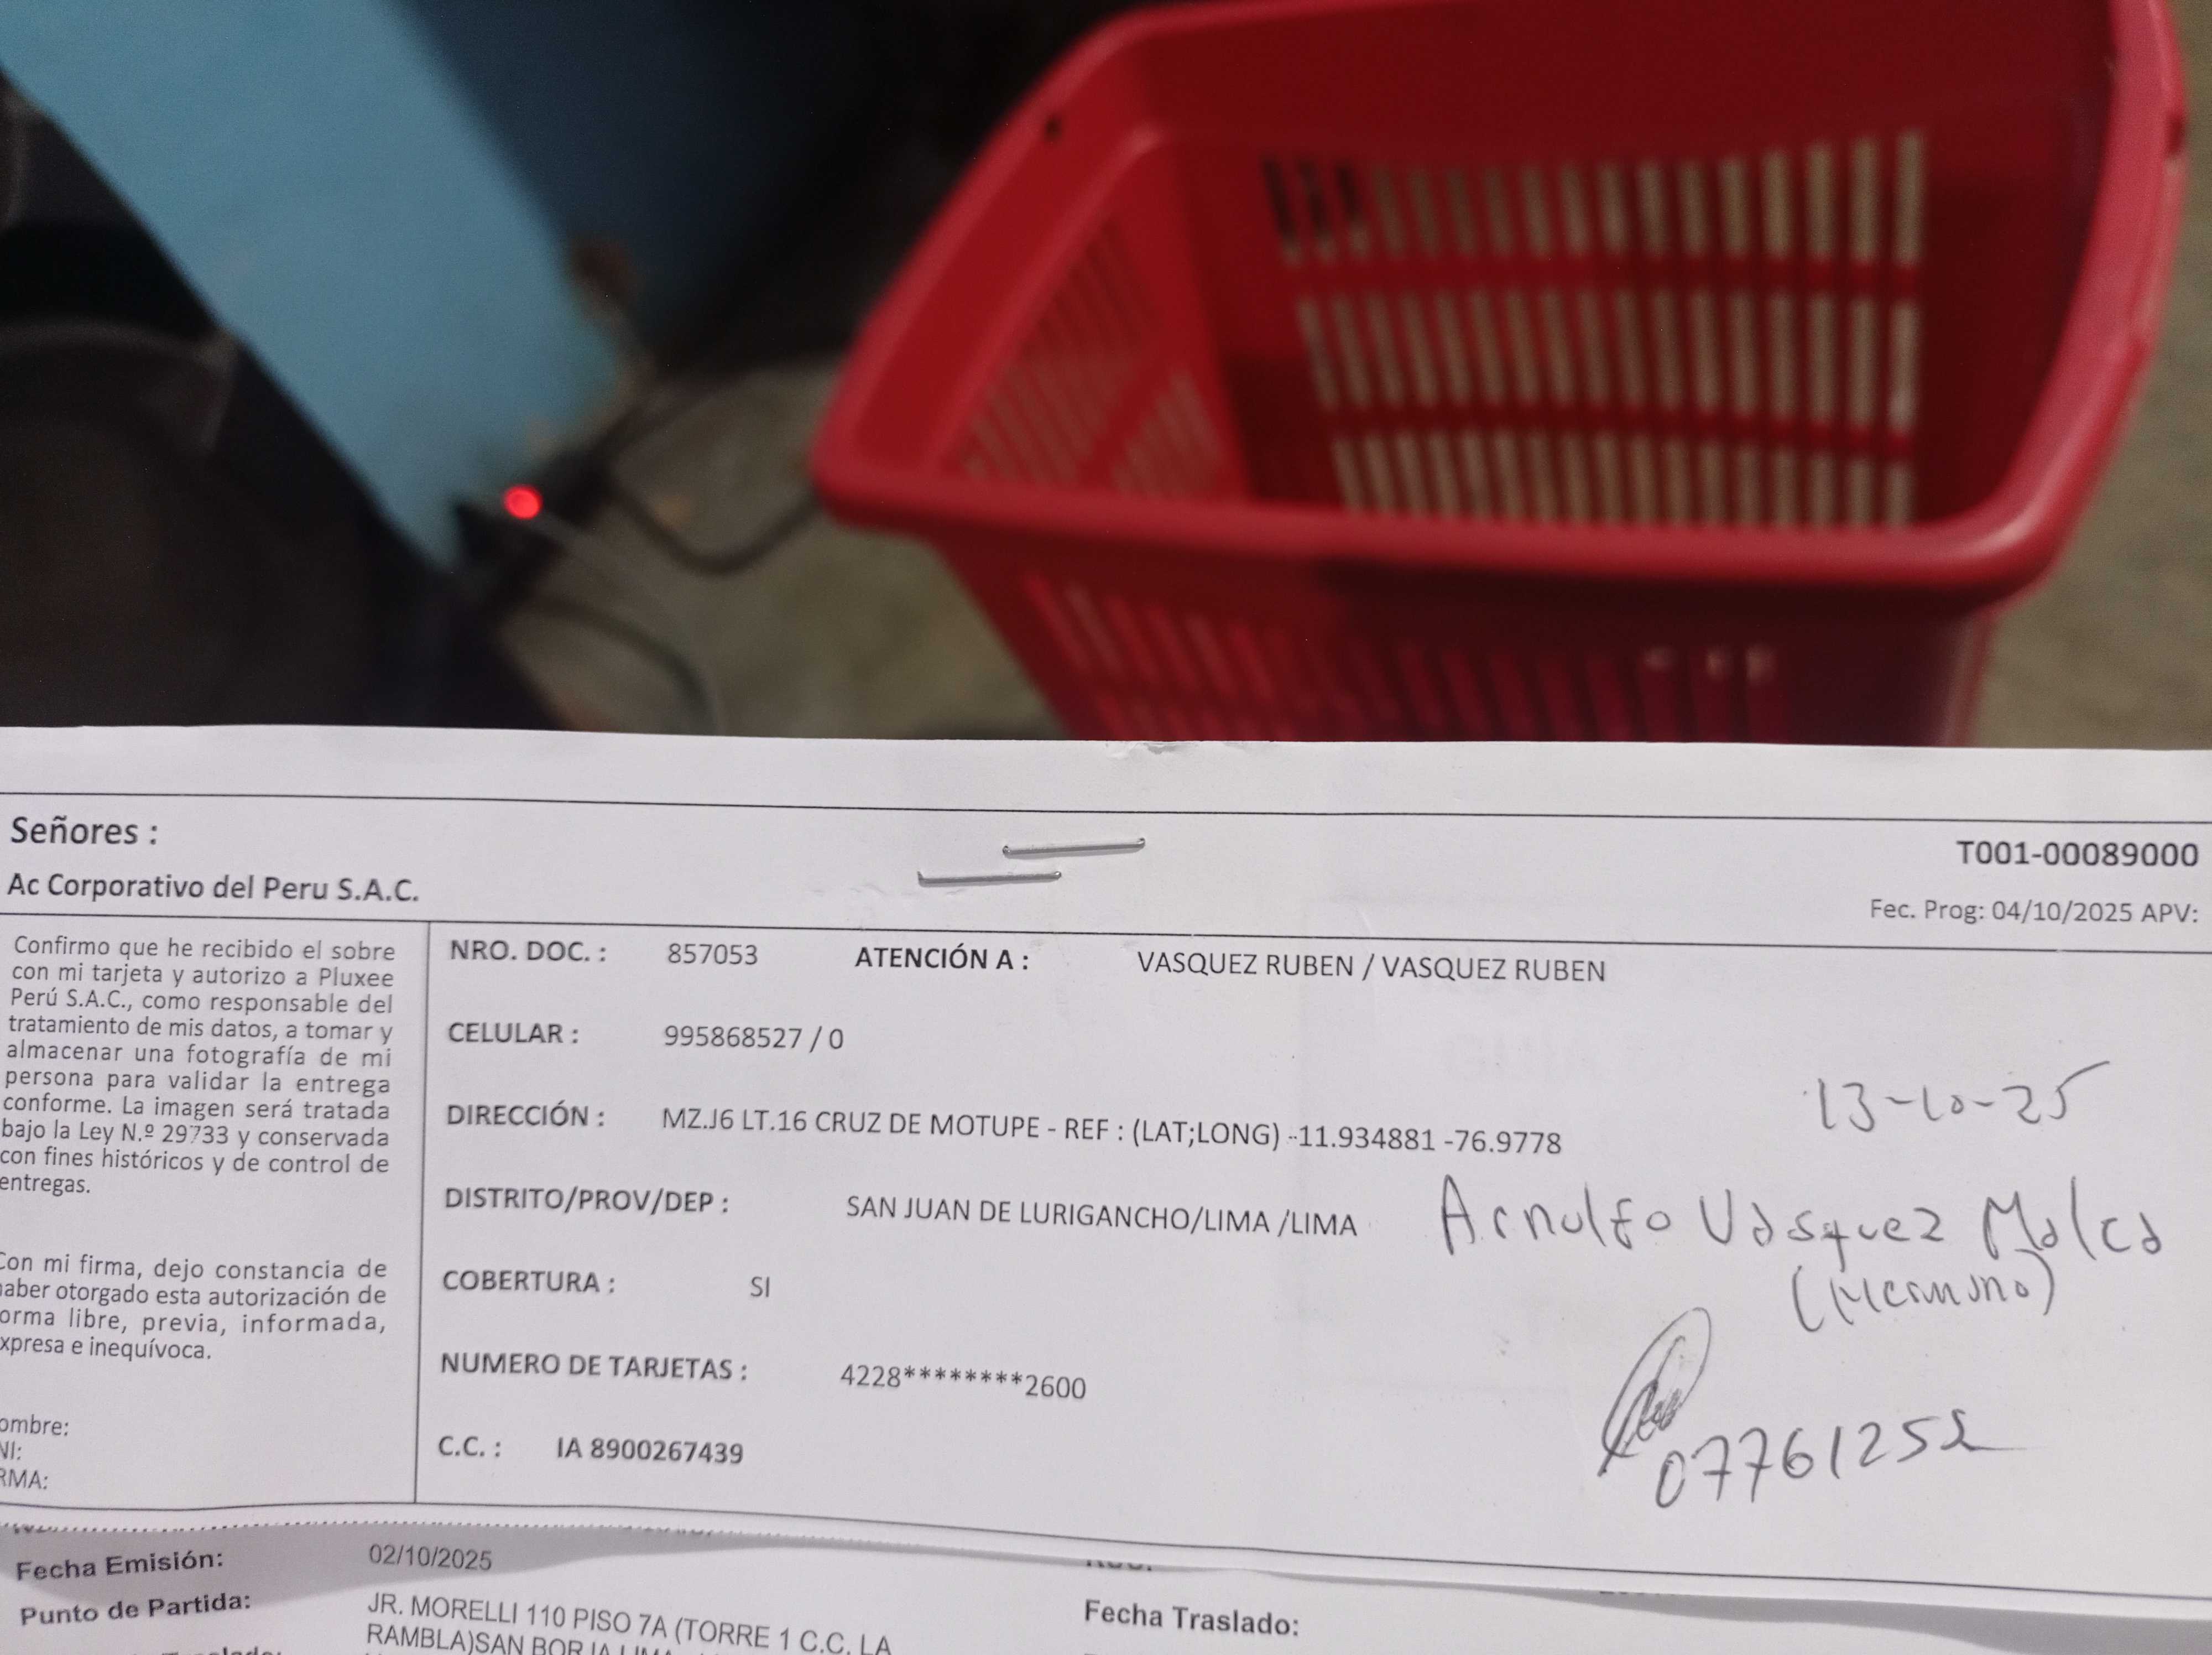 Señores :
T001-00089000
Ac Corporativo del Peru S.A.C.
Fec. Prog: 04/10/2025 APV:
Confirmo que he recibido el sobre
con mi tarjeta y autorizo a Pluxee
Perú S.A.C., como responsable del
tratamiento de mis datos, a tomar y
almacenar una fotografía de mi
persona para validar la entrega
conforme. La imagen será tratada
bajo la Ley N.º 29733 y conservada
con fines históricos y de control de
entregas.
Con mi firma, dejo constancia de
haber otorgado esta autorización de
forma libre, previa, informada,
expresa e inequívoca.
ombre:
NI:
RMA:
NRO. DOC. : 857053 ATENCIÓN A : VASQUEZ RUBEN / VASQUEZ RUBEN
CELULAR : 995868527 / 0
DIRECCIÓN : MZ.J6 LT.16 CRUZ DE MOTUPE - REF : (LAT;LONG) -11.934881 -76.9778
DISTRITO/PROV/DEP : SAN JUAN DE LURIGANCHO/LIMA /LIMA
COBERTURA : SI
NUMERO DE TARJETAS : 4228********2600
C.C. : IA 8900267439
13-10-25
Arnulfo Vasquez Malca
(Hermano)
07761252
Fecha Emisión: 02/10/2025
Punto de Partida: JR. MORELLI 110 PISO 7A (TORRE 1 C.C. LA
RAMBLA)SAN BORJA
Fecha Traslado: